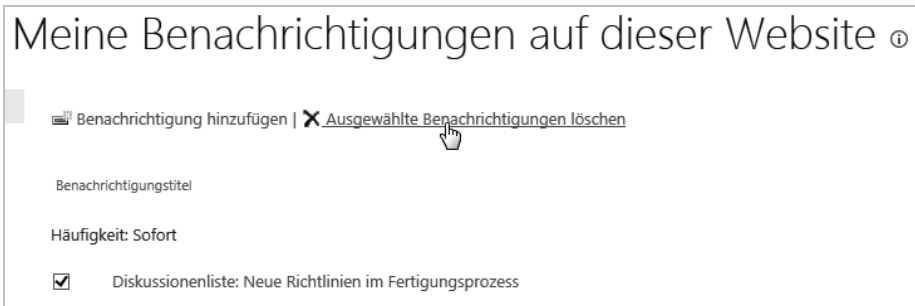 Meine Benachrichtigungen auf dieser Website
Benachrichtigung hinzufügen | Ausgewählte Benachrichtigungen löschen
Benachrichtigungstitel
Häufigkeit: Sofort
Diskussionenliste: Neue Richtlinien im Fertigungsprozess